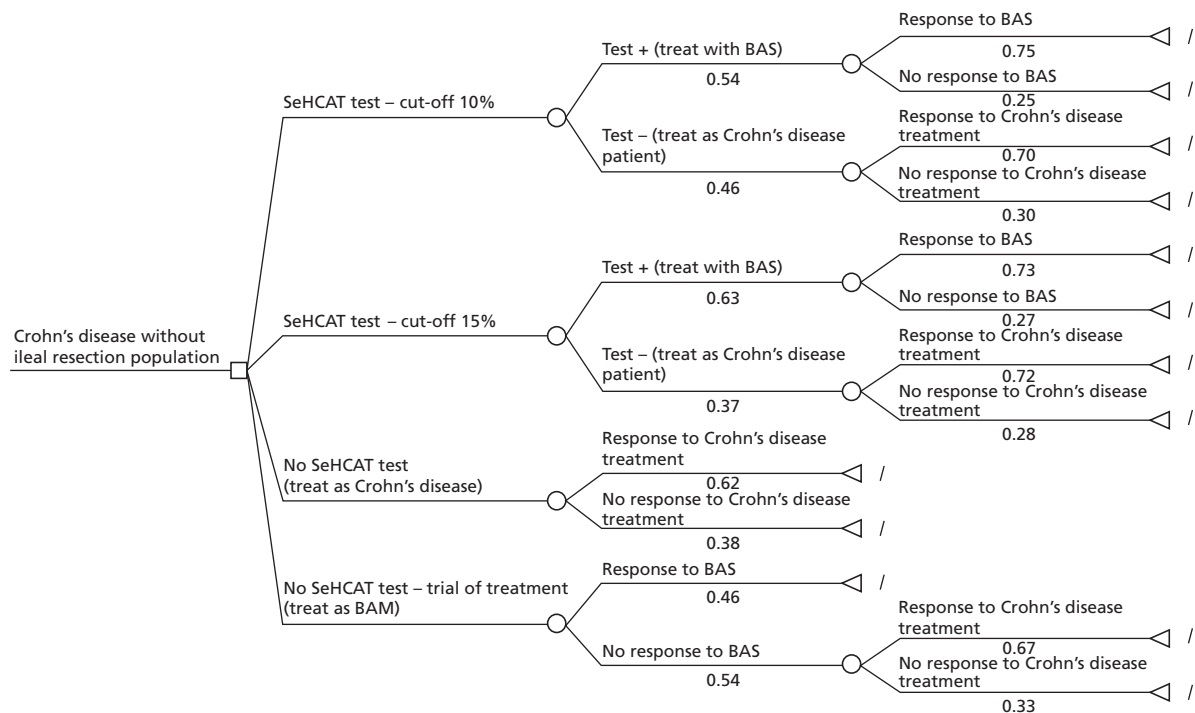 Crohn's disease without
ileal resection population
SeHCAT test – cut-off 10%
Test + (treat with BAS)
0.54
Response to BAS
0.75
/
No response to BAS
0.25
/
Test – (treat as Crohn's disease
patient)
0.46
Response to Crohn's disease
treatment
0.70
/
No response to Crohn's disease
treatment
0.30
/
SeHCAT test – cut-off 15%
Test + (treat with BAS)
0.63
Response to BAS
0.73
/
No response to BAS
0.27
/
Test – (treat as Crohn's disease
patient)
0.37
Response to Crohn's disease
treatment
0.72
/
No response to Crohn's disease
treatment
0.28
/
No SeHCAT test
(treat as Crohn's disease)
Response to Crohn's disease
treatment
0.62
/
No response to Crohn's disease
treatment
0.38
/
No SeHCAT test – trial of treatment
(treat as BAM)
Response to BAS
0.46
/
No response to BAS
0.54
Response to Crohn's disease
treatment
0.67
/
No response to Crohn's disease
treatment
0.33
/